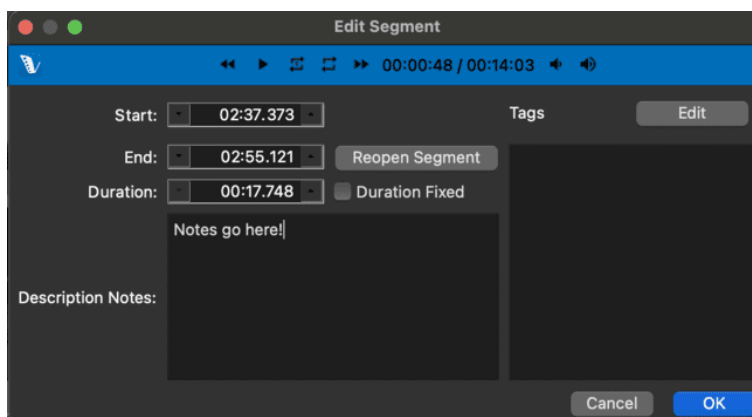 Edit Segment
00:00:48 / 00:14:03
Start: 02:37.373
Tags
Edit
End: 02:55.121
Reopen Segment
Duration: 00:17.748
Duration Fixed
Notes go here!
Description Notes:
Cancel
OK